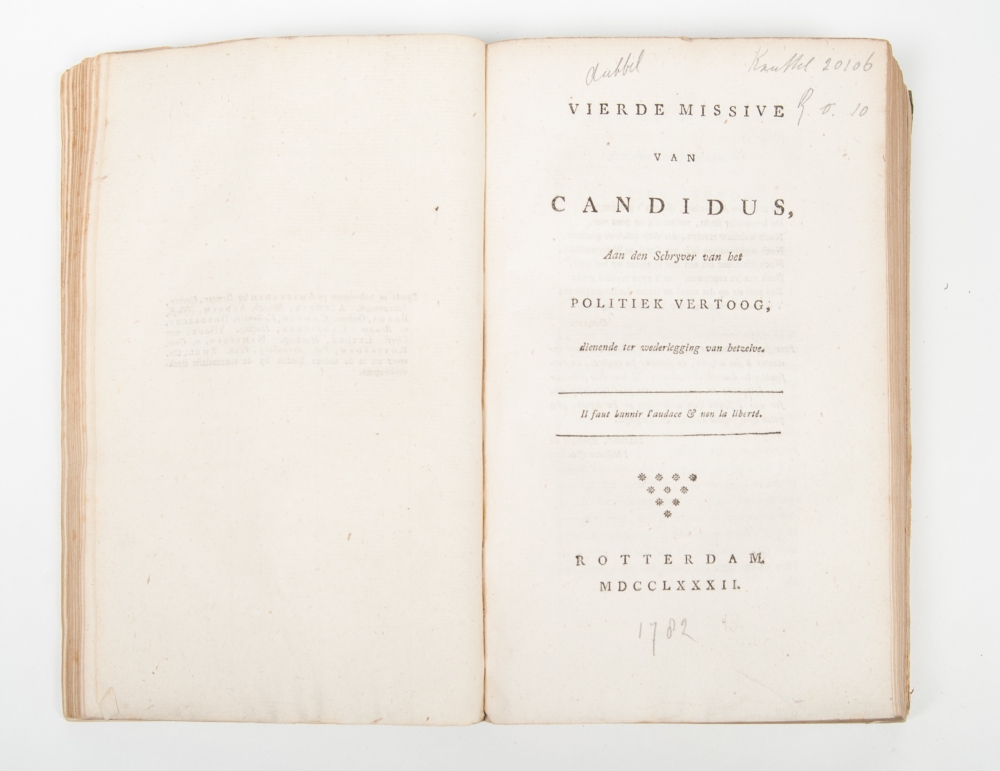 dubbel
Knuttel 20106
VIERDE MISSIVE
R. o. 10
VAN
CANDIDUS,
Aan den Schryver van het
POLITIEK VERTOOG,
dienende ter wederlegging van hetzelve.
Il faut bannir l'audace & non la liberté.
ROTTERDAM.
MDCCLXXXII.
1782